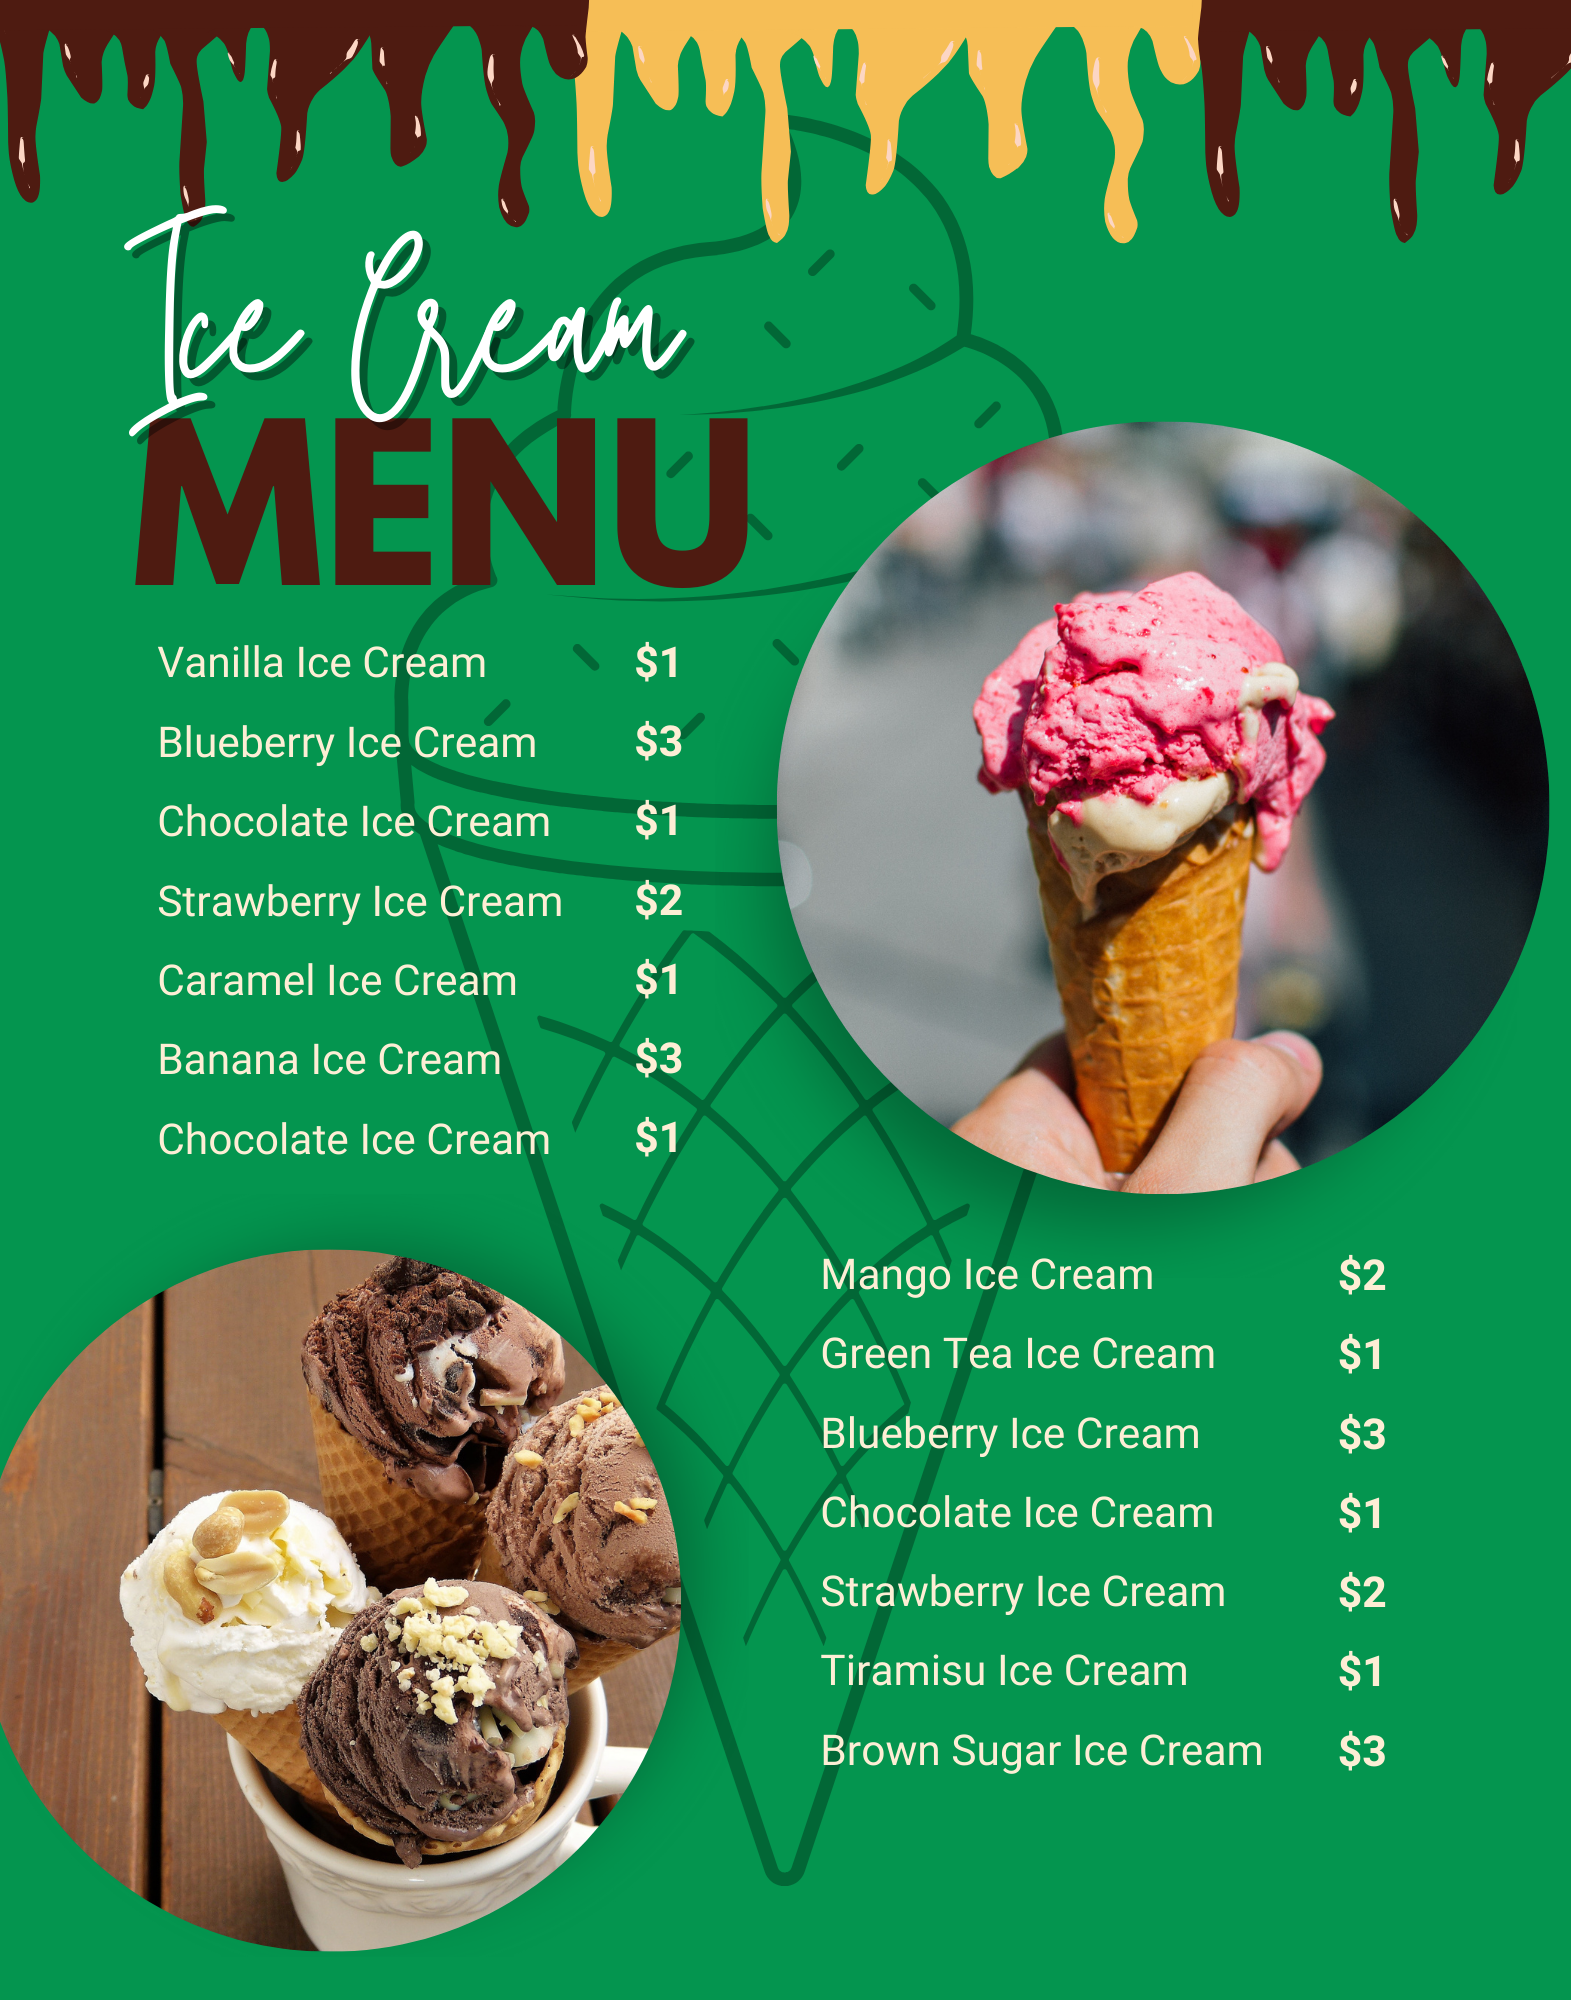 Ice Cream
MENU
Vanilla Ice Cream $1
Blueberry Ice Cream $3
Chocolate Ice Cream $1
Strawberry Ice Cream $2
Caramel Ice Cream $1
Banana Ice Cream $3
Chocolate Ice Cream $1
Mango Ice Cream $2
Green Tea Ice Cream $1
Blueberry Ice Cream $3
Chocolate Ice Cream $1
Strawberry Ice Cream $2
Tiramisu Ice Cream $1
Brown Sugar Ice Cream $3